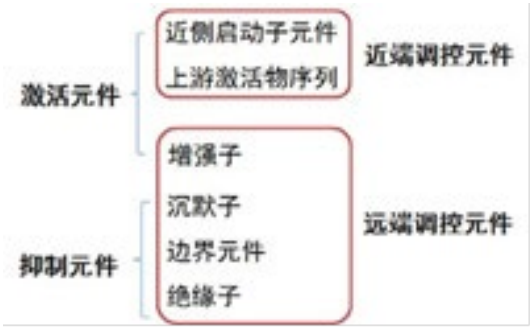 近侧启动子元件
上游激活物序列
近端调控元件
激活元件
增强子
沉默子
远端调控元件
边界元件
抑制元件
绝缘子